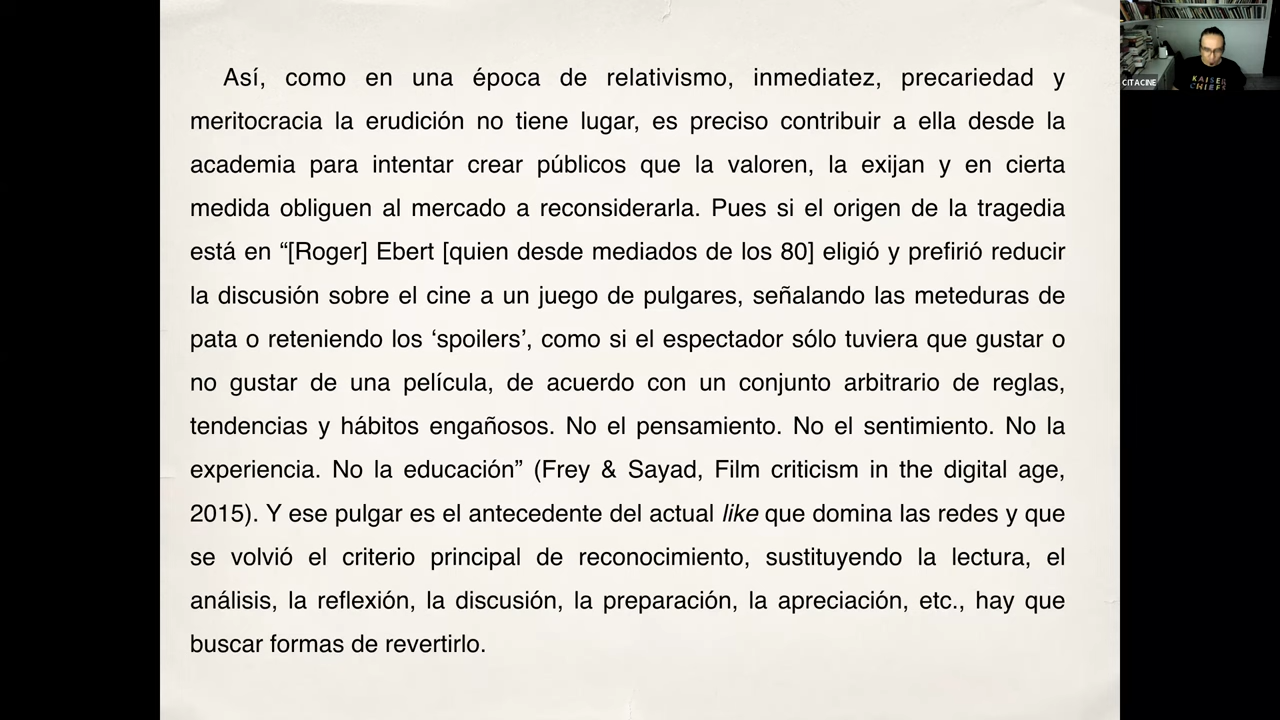 Así, como en una época de relativismo, inmediatez, precariedad y
meritocracia la erudición no tiene lugar, es preciso contribuir a ella desde la
academia para intentar crear públicos que la valoren, la exijan y en cierta
medida obliguen al mercado a reconsiderarla. Pues si el origen de la tragedia
está en “[Roger] Ebert [quien desde mediados de los 80] eligió y prefirió reducir
la discusión sobre el cine a un juego de pulgares, señalando las meteduras de
pata o reteniendo los ‘spoilers’, como si el espectador sólo tuviera que gustar o
no gustar de una película, de acuerdo con un conjunto arbitrario de reglas,
tendencias y hábitos engañosos. No el pensamiento. No el sentimiento. No la
experiencia. No la educación” (Frey & Sayad, Film criticism in the digital age,
2015). Y ese pulgar es el antecedente del actual like que domina las redes y que
se volvió el criterio principal de reconocimiento, sustituyendo la lectura, el
análisis, la reflexión, la discusión, la preparación, la apreciación, etc., hay que
buscar formas de revertirlo.
CITACINE
KAISER
CHIEFS